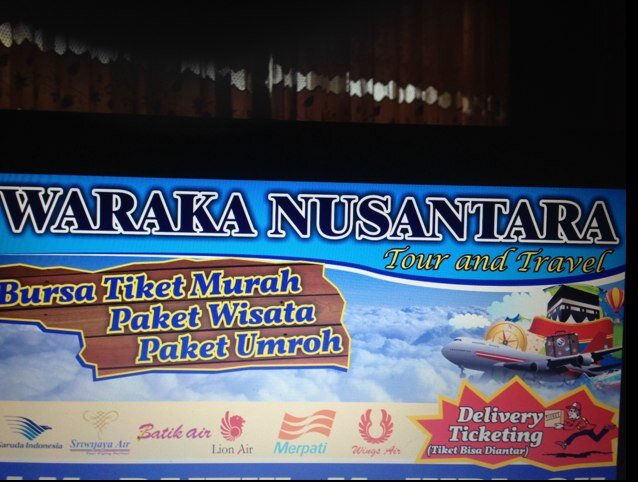 WARAKA NUSANTARA
Tour and Travel
Bursa Tiket Murah
Paket Wisata
Paket Umroh
Garuda Indonesia
Sriwijaya Air
Batik air
Lion Air
Merpati
Wings Air
Delivery
Ticketing
(Tiket Bisa Diantar)